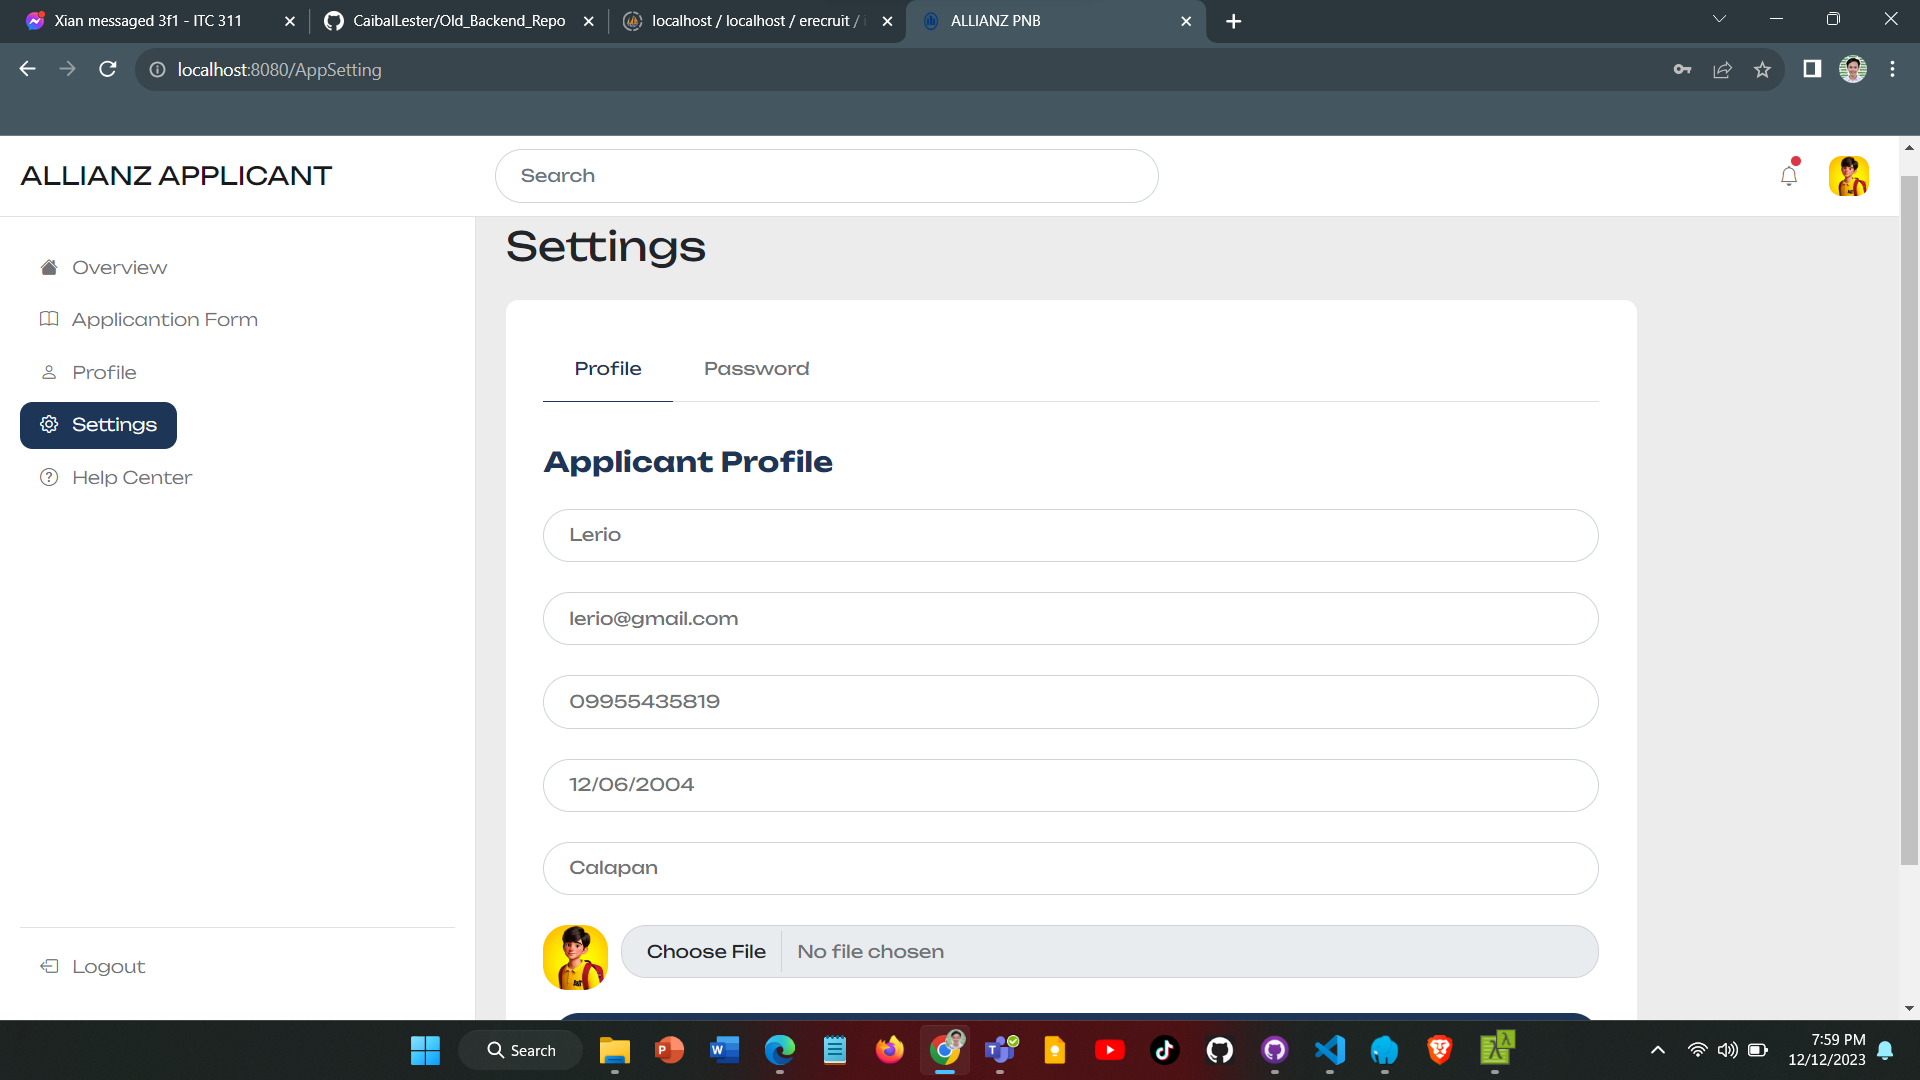 Xian messaged 3f1 - ITC 311
CaibalLester/Old_Backend_Repo
localhost / localhost / erecruit /
ALLIANZ PNB
localhost:8080/AppSetting
ALLIANZ APPLICANT
Search
Settings
Overview
Applicantion Form
Profile
Settings
Help Center
Logout
Profile
Password
Applicant Profile
Lerio
lerio@gmail.com
09955435819
12/06/2004
Calapan
Choose File
No file chosen
Search
7:59 PM
12/12/2023